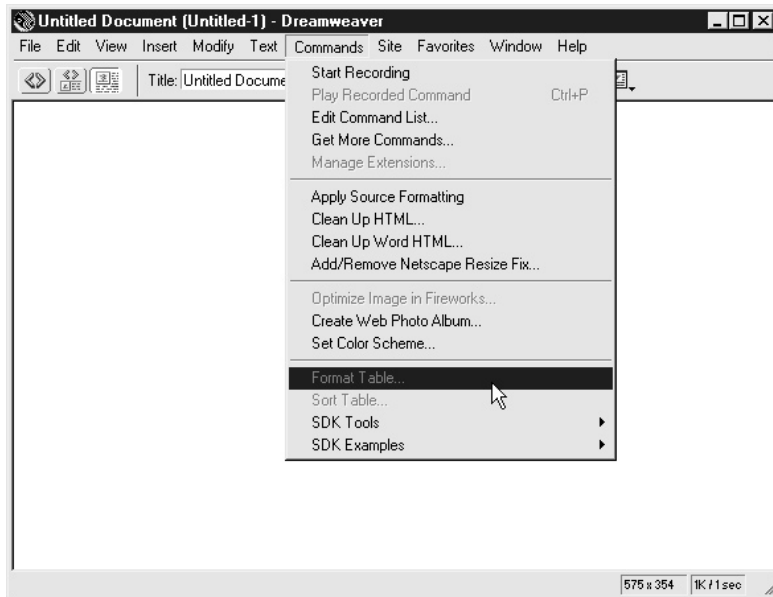 Untitled Document (Untitled-1) - Dreamweaver
File Edit View Insert Modify Text Commands Site Favorites Window Help
Title: Untitled Docume
Start Recording
Play Recorded Command Ctrl+P
Edit Command List...
Get More Commands...
Manage Extensions...
Apply Source Formatting
Clean Up HTML...
Clean Up Word HTML...
Add/Remove Netscape Resize Fix...
Optimize Image in Fireworks...
Create Web Photo Album...
Set Color Scheme...
Format Table...
Sort Table...
SDK Tools
SDK Examples
575 x 354 1K / 1 sec